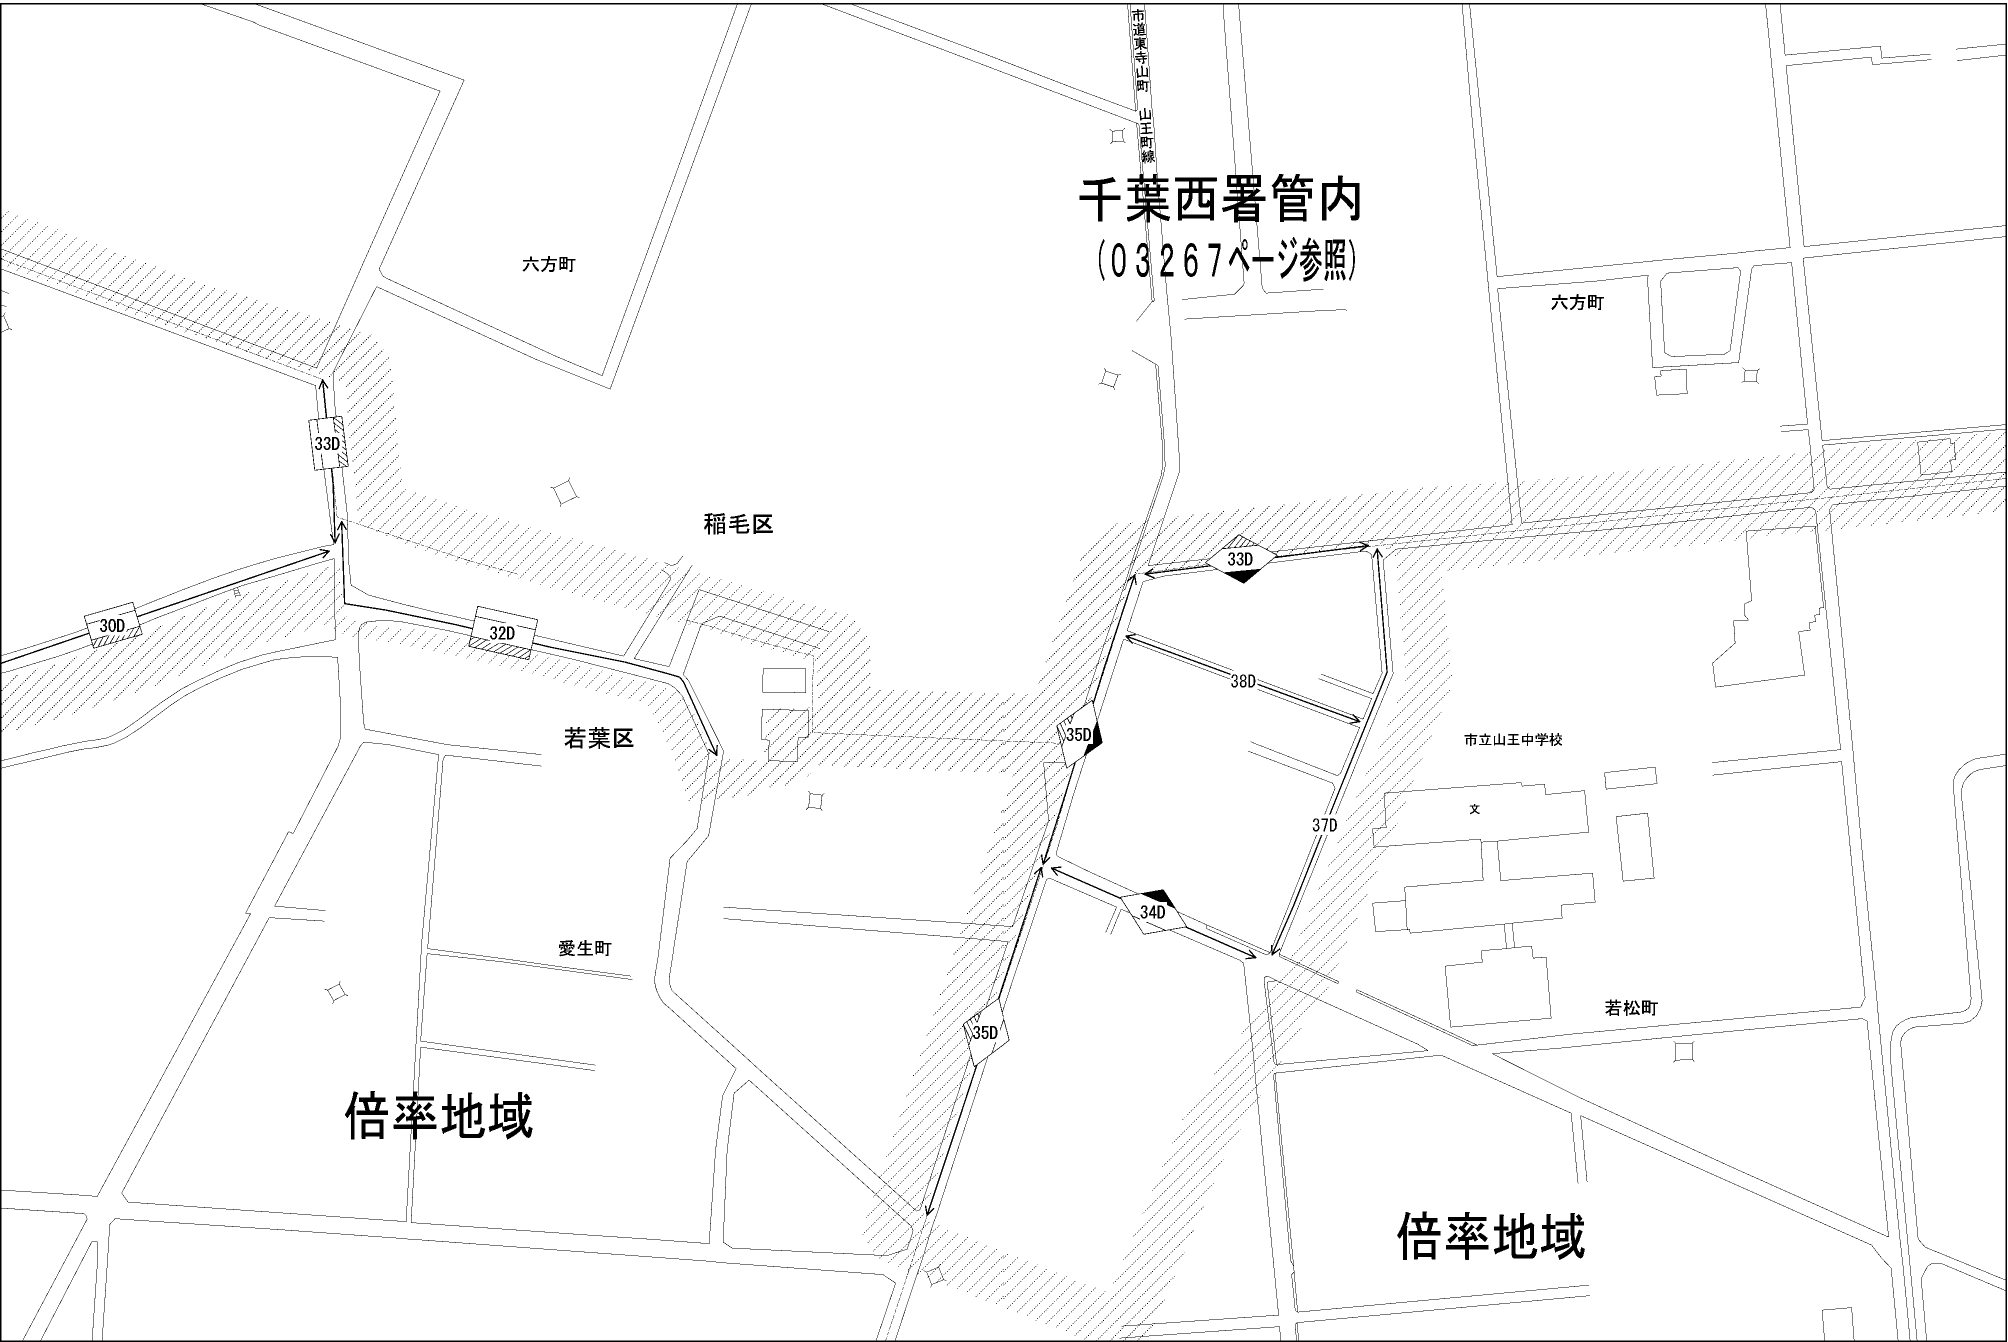 市道東寺山町 山王町線
千葉西署管内
(03267ページ参照)
六方町
六方町
33D
稲毛区
33D
30D
32D
38D
若葉区
35D
市立山王中学校
文
37D
34D
愛生町
若松町
35D
倍率地域
倍率地域